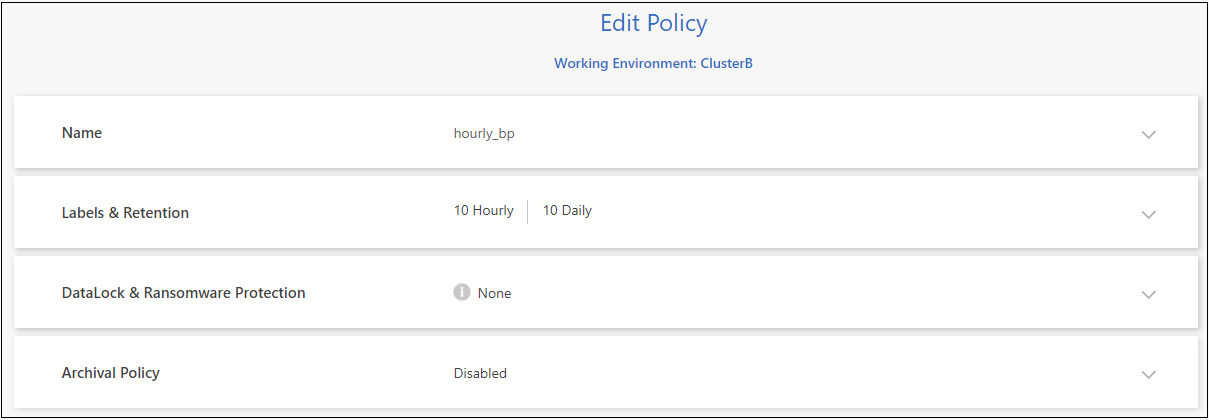 Edit Policy
Working Environment: ClusterB
Name hourly_bp
Labels & Retention 10 Hourly 10 Daily
DataLock & Ransomware Protection i None
Archival Policy Disabled